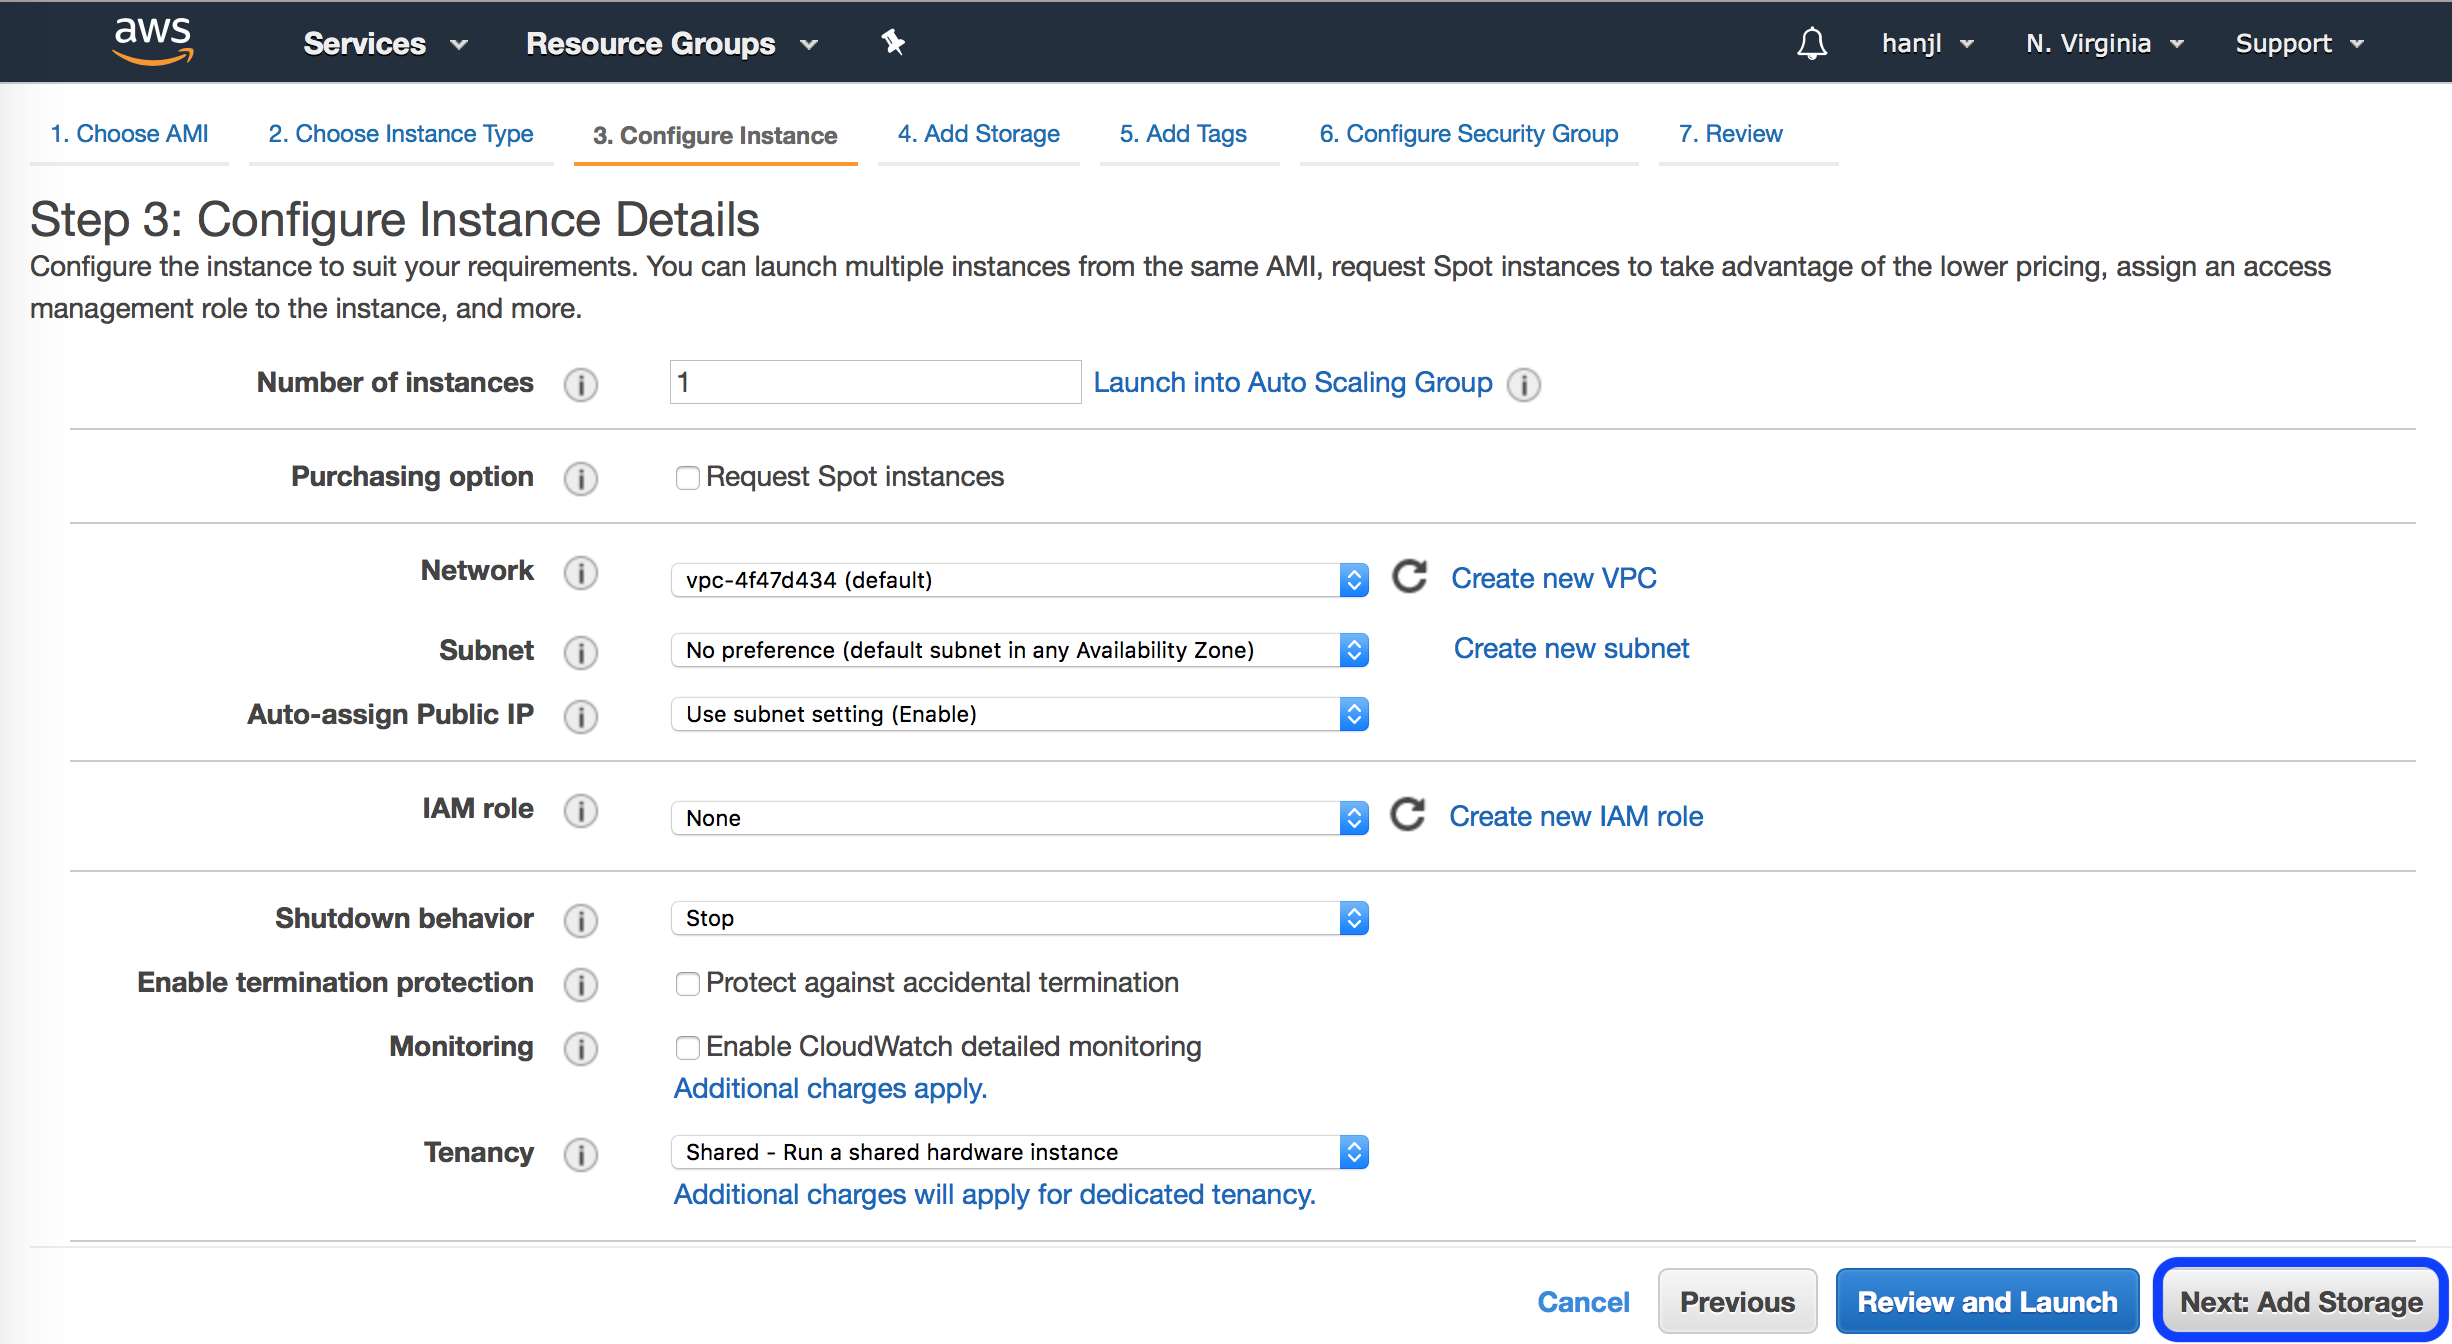 aws Services Resource Groups hanjl N. Virginia Support
1. Choose AMI 2. Choose Instance Type 3. Configure Instance 4. Add Storage 5. Add Tags 6. Configure Security Group 7. Review
Step 3: Configure Instance Details
Configure the instance to suit your requirements. You can launch multiple instances from the same AMI, request Spot instances to take advantage of the lower pricing, assign an access
management role to the instance, and more.
Number of instances i 1 Launch into Auto Scaling Group i
Purchasing option i Request Spot instances
Network i vpc-4f47d434 (default) Create new VPC
Subnet i No preference (default subnet in any Availability Zone) Create new subnet
Auto-assign Public IP i Use subnet setting (Enable)
IAM role i None Create new IAM role
Shutdown behavior i Stop
Enable termination protection i Protect against accidental termination
Monitoring i Enable CloudWatch detailed monitoring
Additional charges apply.
Tenancy i Shared - Run a shared hardware instance
Additional charges will apply for dedicated tenancy.
Cancel Previous Review and Launch Next: Add Storage